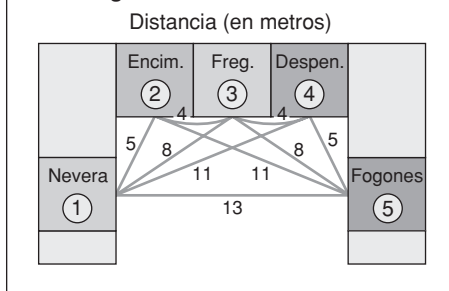 Distancia (en metros)
Encim. Freg. Despen.
2 3 4
4 4
5 8 8 5
Nevera 11 11 Fogones
1 13 5